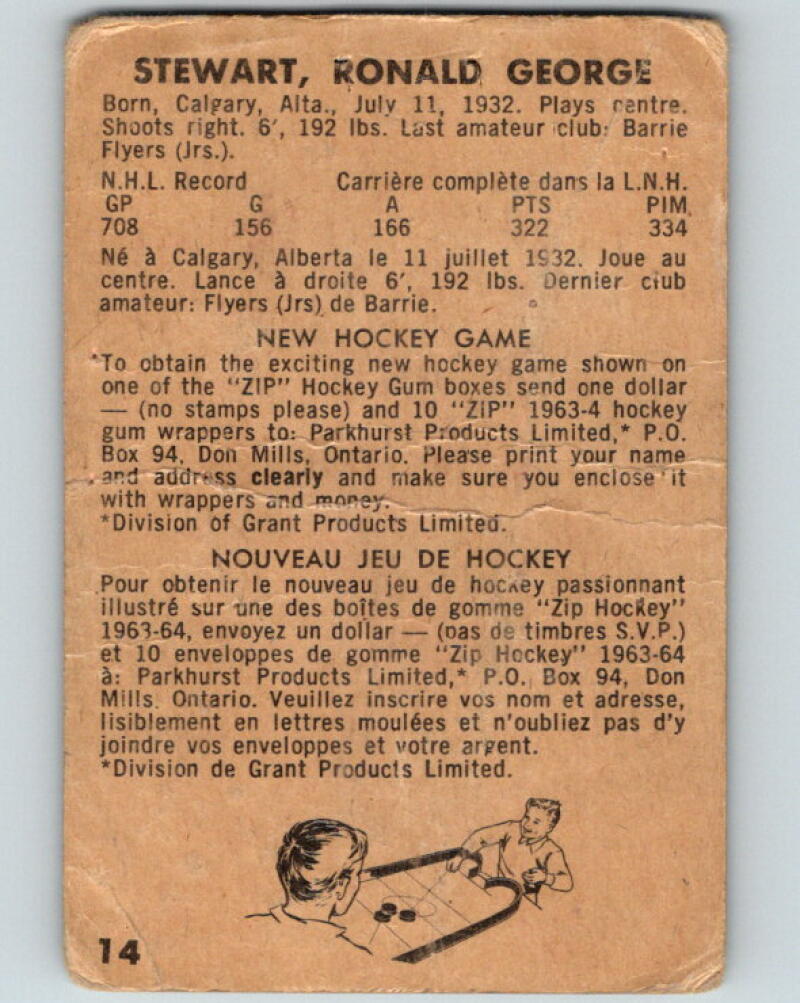 STEWART, RONALD GEORGE
Born, Calgary, Alta., July 11, 1932. Plays centre.
Shoots right. 6', 192 lbs. Last amateur club: Barrie
Flyers (Jrs.).
N.H.L. Record Carrière complète dans la L.N.H.
GP G A PTS PIM
708 156 166 322 334
Né à Calgary, Alberta le 11 juillet 1932. Joue au
centre. Lance à droite 6', 192 lbs. Dernier club
amateur: Flyers (Jrs) de Barrie.
NEW HOCKEY GAME
To obtain the exciting new hockey game shown on
one of the "ZIP" Hockey Gum boxes send one dollar
— (no stamps please) and 10 "ZIP" 1963-4 hockey
gum wrappers to: Parkhurst Products Limited,* P.O.
Box 94, Don Mills, Ontario. Please print your name
and address clearly and make sure you enclose it
with wrappers and money.
*Division of Grant Products Limited.
NOUVEAU JEU DE HOCKEY
Pour obtenir le nouveau jeu de hockey passionnant
illustré sur une des boîtes de gomme "Zip Hockey"
1963-64, envoyez un dollar — (pas de timbres S.V.P.)
et 10 enveloppes de gomme "Zip Hockey" 1963-64
à: Parkhurst Products Limited,* P.O. Box 94, Don
Mills, Ontario. Veuillez inscrire vos nom et adresse,
lisiblement en lettres moulées et n'oubliez pas d'y
joindre vos enveloppes et votre argent.
*Division de Grant Products Limited.
14